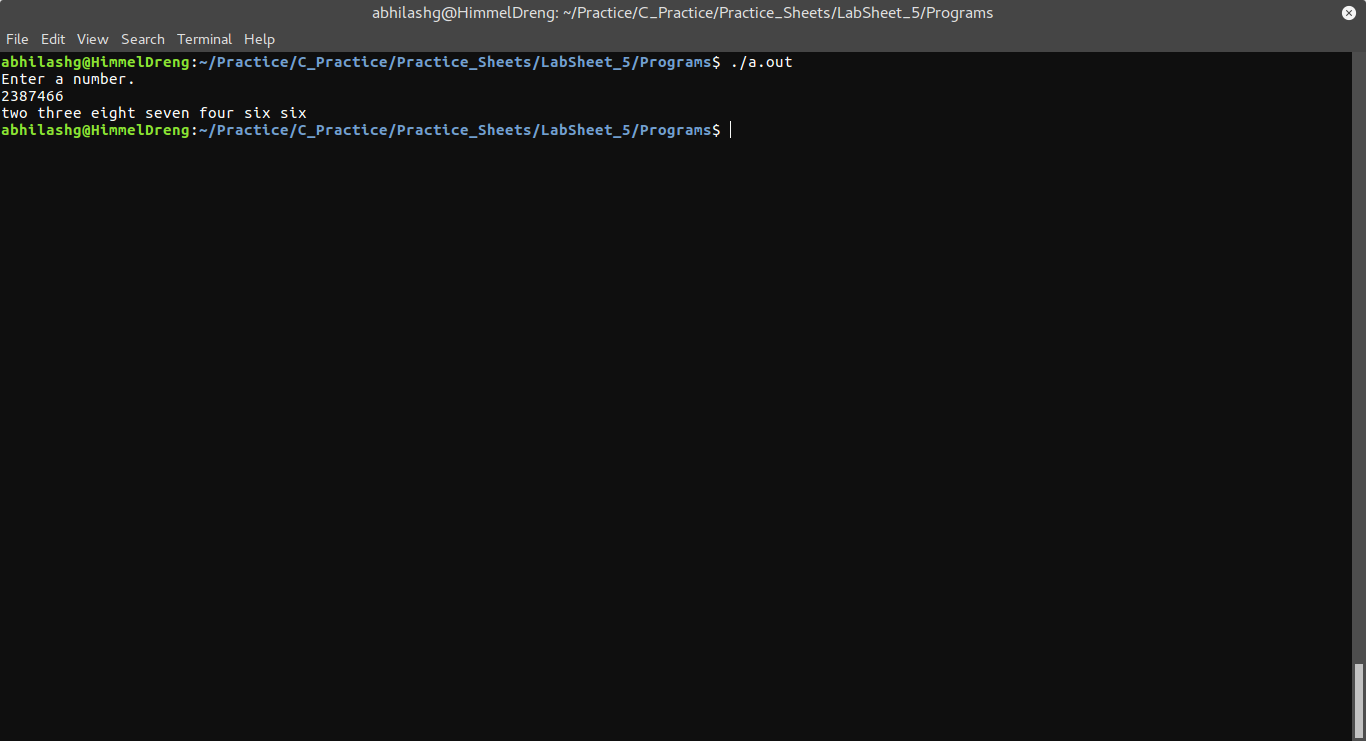 abhilashg@HimmelDreng: ~/Practice/C_Practice/Practice_Sheets/LabSheet_5/Programs
File Edit View Search Terminal Help
abhilashg@HimmelDreng:~/Practice/C_Practice/Practice_Sheets/LabSheet_5/Programs$ ./a.out
Enter a number.
2387466
two three eight seven four six six
abhilashg@HimmelDreng:~/Practice/C_Practice/Practice_Sheets/LabSheet_5/Programs$